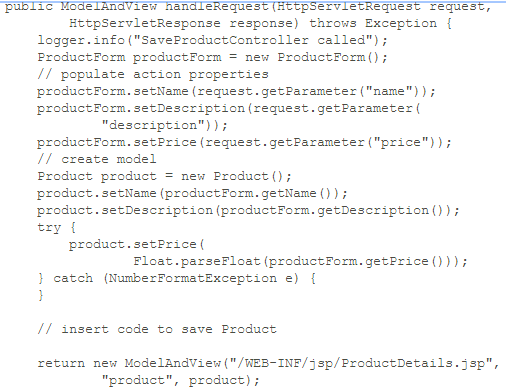 public ModelAndView handleRequest(HttpServletRequest request,
HttpServletResponse response) throws Exception {
logger.info("SaveProductController called");
ProductForm productForm = new ProductForm();
// populate action properties
productForm.setName(request.getParameter("name"));
productForm.setDescription(request.getParameter(
"description"));
productForm.setPrice(request.getParameter("price"));
// create model
Product product = new Product();
product.setName(productForm.getName());
product.setDescription(productForm.getDescription());
try {
product.setPrice(
Float.parseFloat(productForm.getPrice()));
} catch (NumberFormatException e) {
}
// insert code to save Product
return new ModelAndView("/WEB-INF/jsp/ProductDetails.jsp",
"product", product);